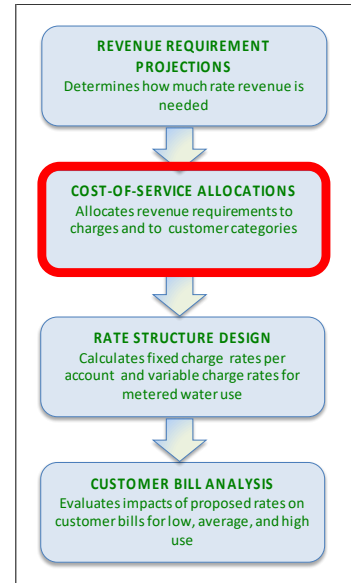 REVENUE REQUIREMENT
PROJECTIONS
Determines how much rate revenue is
needed
COST-OF-SERVICE ALLOCATIONS
Allocates revenue requirements to
charges and to customer categories
RATE STRUCTURE DESIGN
Calculates fixed charge rates per
account and variable charge rates for
metered water use
CUSTOMER BILL ANALYSIS
Evaluates impacts of proposed rates on
customer bills for low, average, and high
use